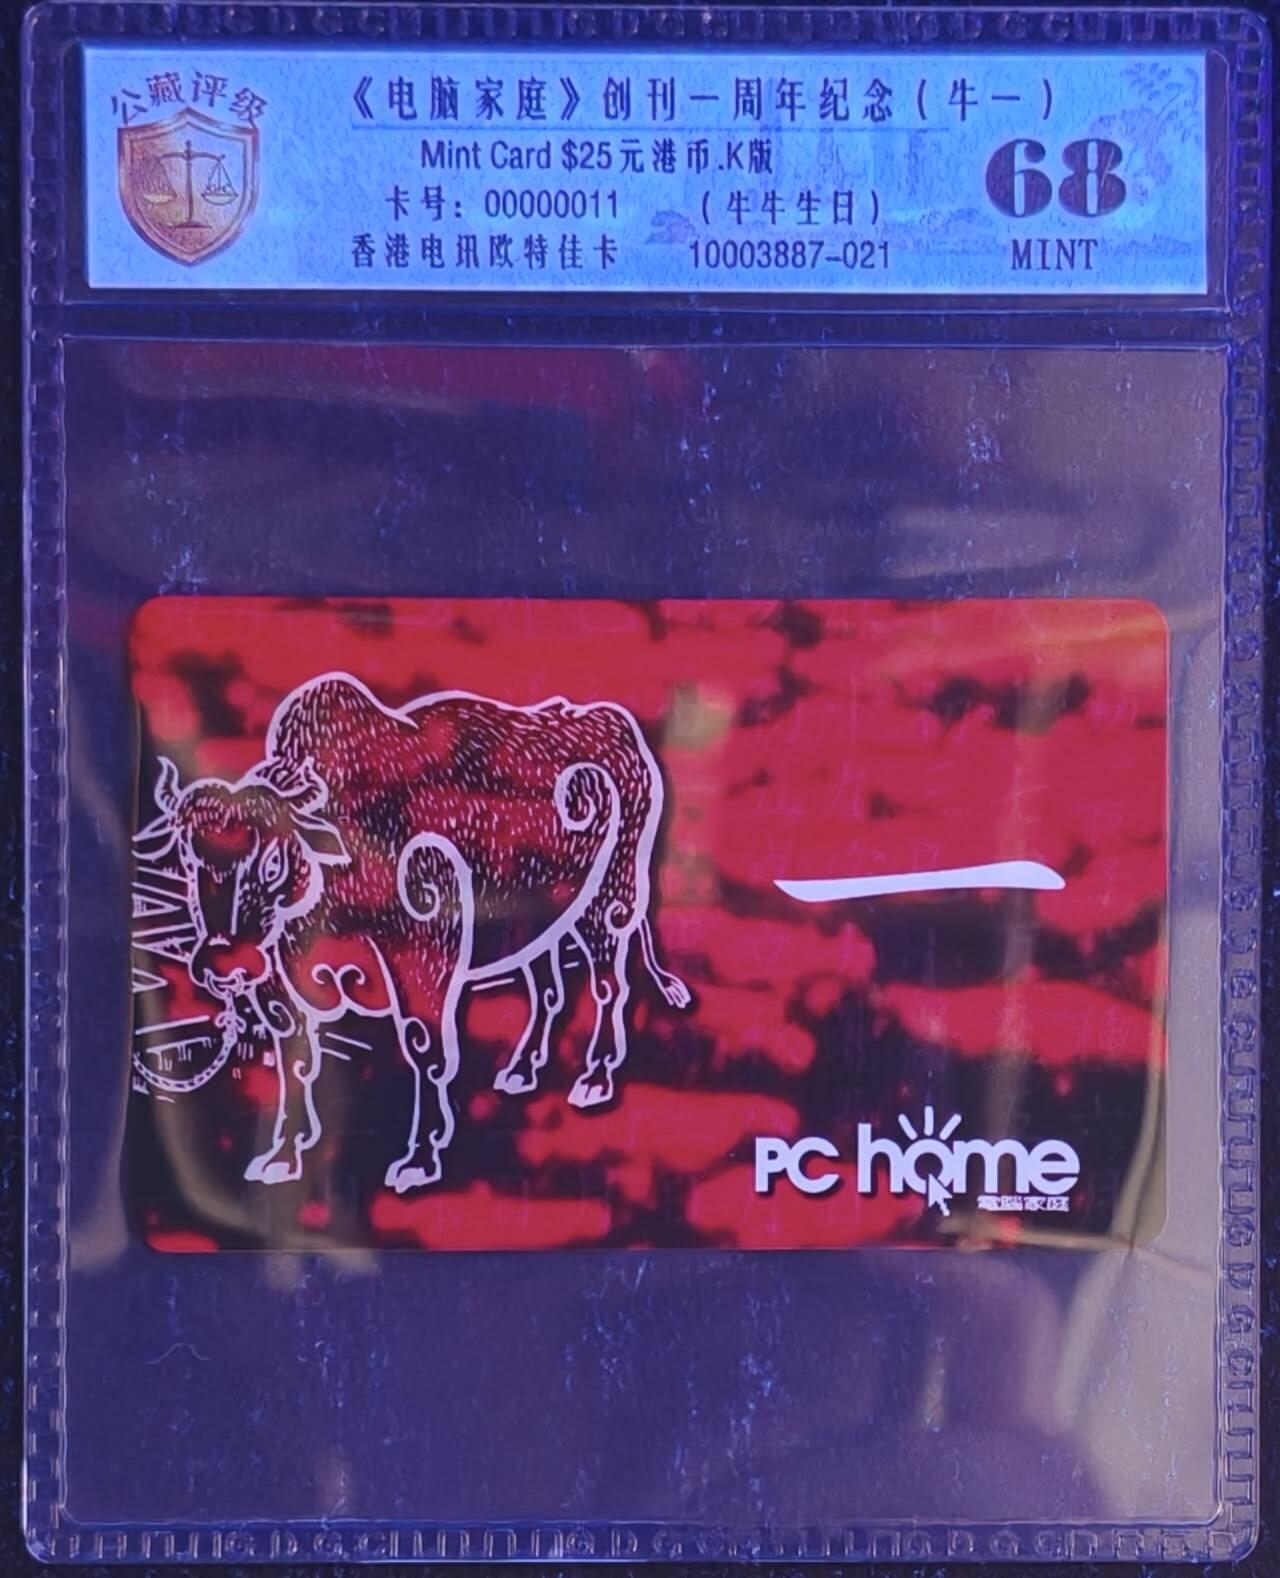 公藏评级
《电脑家庭》创刊一周年纪念(牛一)
Mint Card $25元港币.K版
卡号: 00000011 (牛牛生日)
香港电讯欧特佳卡 10003887-021
68
MINT
一
PC home
電腦家庭